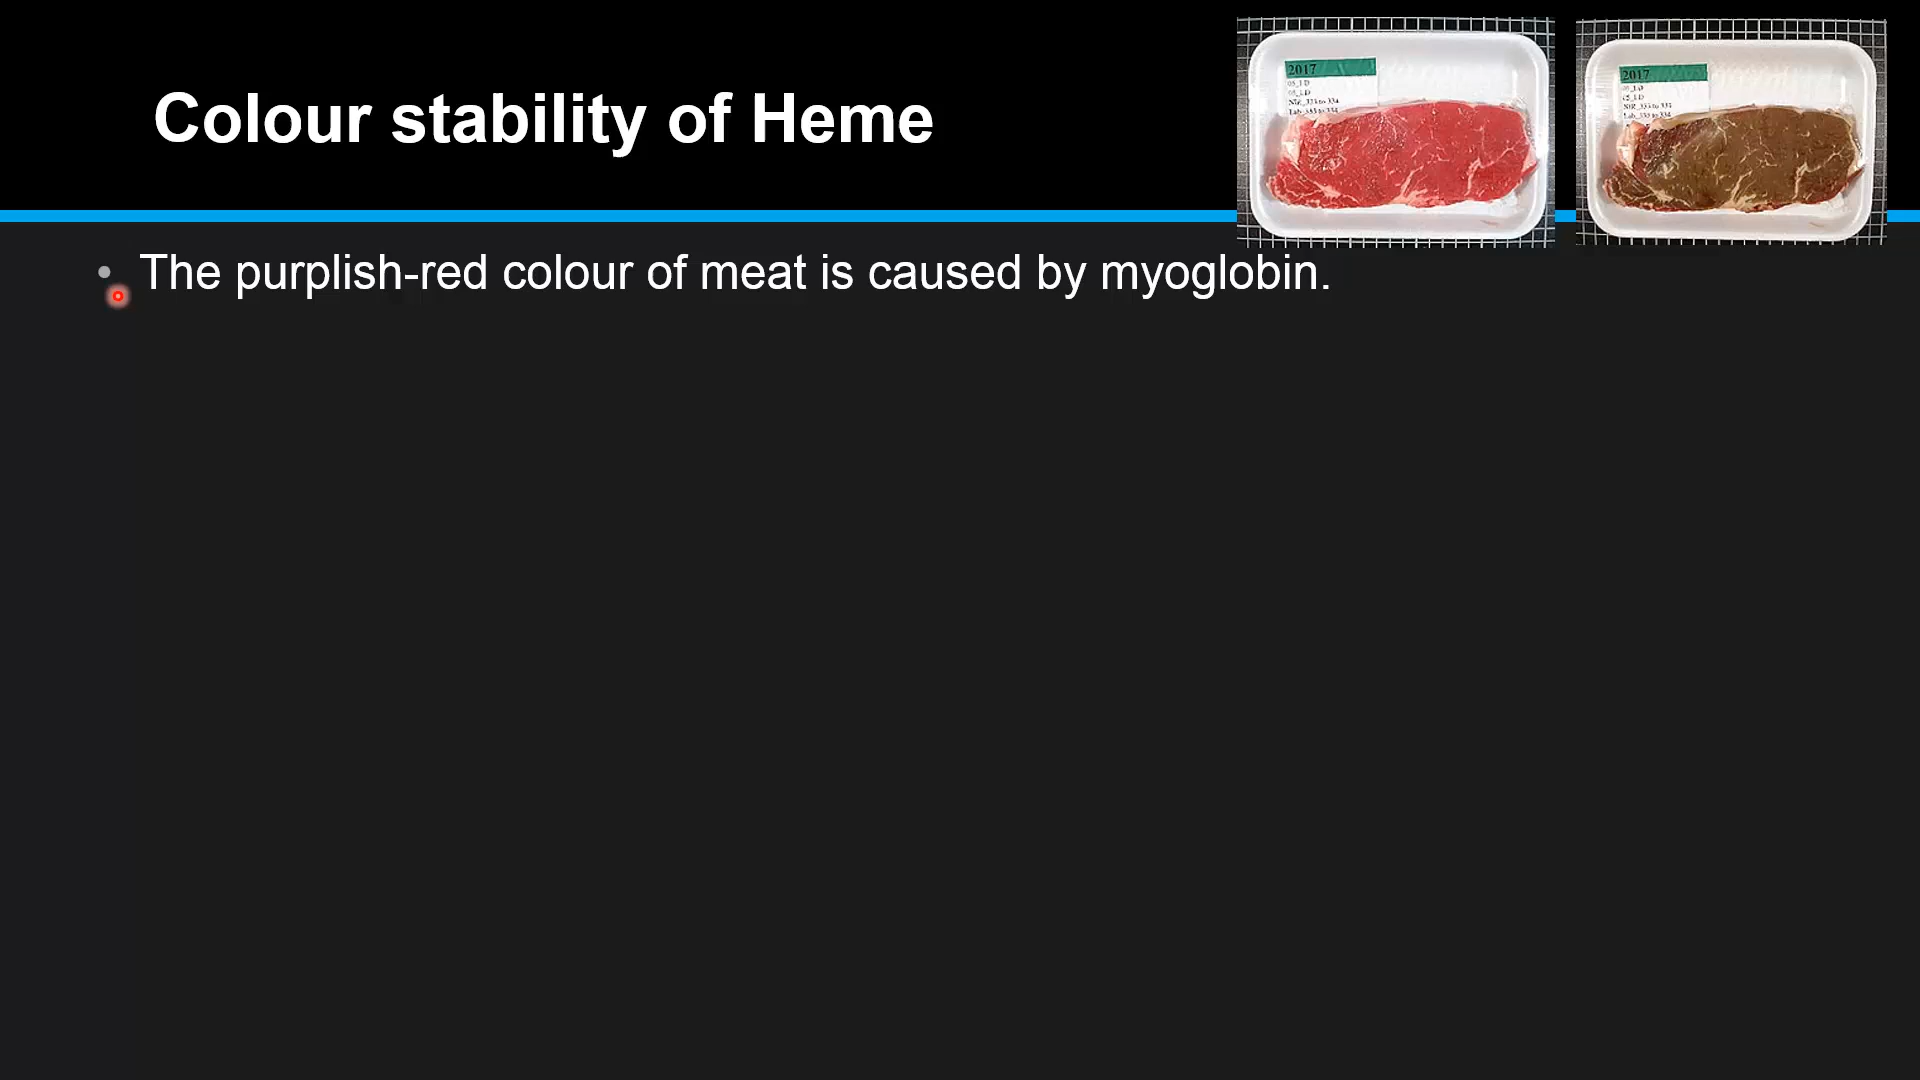 Colour stability of Heme
2017
2017
• The purplish-red colour of meat is caused by myoglobin.